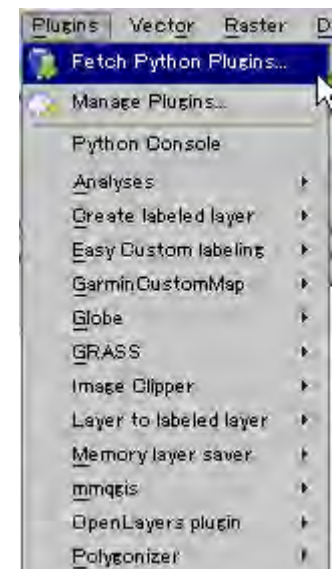 Plugins Vector Raster D
Fetch Python Plugins...
Manage Plugins...
Python Console
Analyses
Create labeled layer
Easy Custom labeling
GarminCustomMap
Globe
GRASS
Image Clipper
Layer to labeled layer
Memory layer saver
mmqgis
OpenLayers plugin
Polygonizer